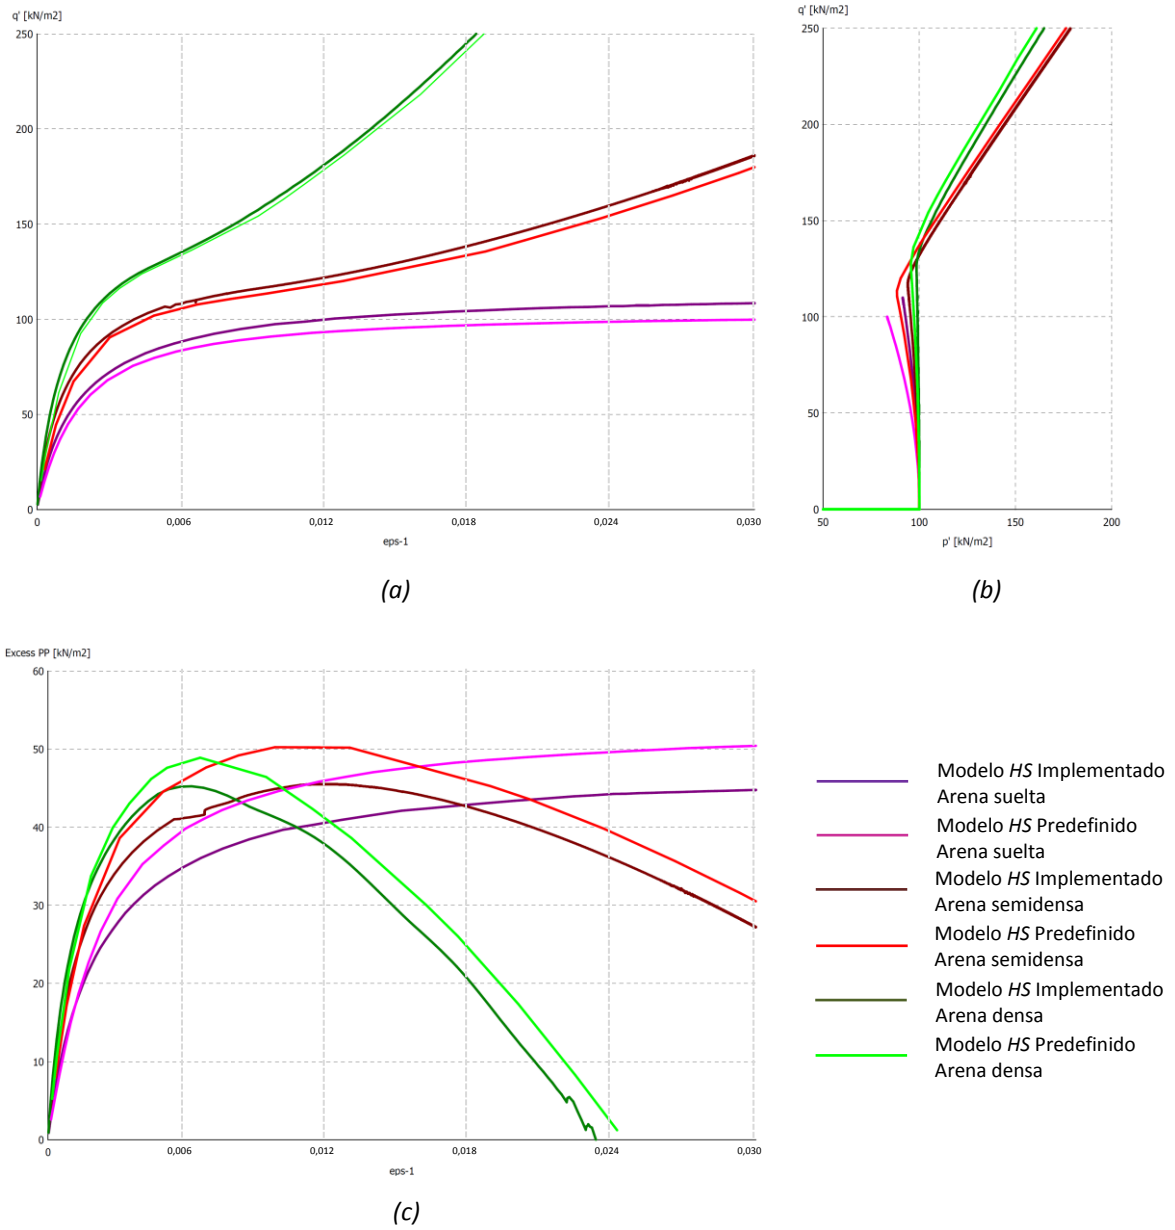 q' [kN/m2]
250
200
150
100
50
0
0
0,006
0,012
0,018
0,024
0,030
eps-1
(a)
q' [kN/m2]
250
200
150
100
50
0
50
100
150
200
p' [kN/m2]
(b)
Excess PP [kN/m2]
60
50
40
30
20
10
0
0
0,006
0,012
0,018
0,024
0,030
eps-1
(c)
Modelo HS Implementado
Arena suelta
Modelo HS Predefinido
Arena suelta
Modelo HS Implementado
Arena semidensa
Modelo HS Predefinido
Arena semidensa
Modelo HS Implementado
Arena densa
Modelo HS Predefinido
Arena densa